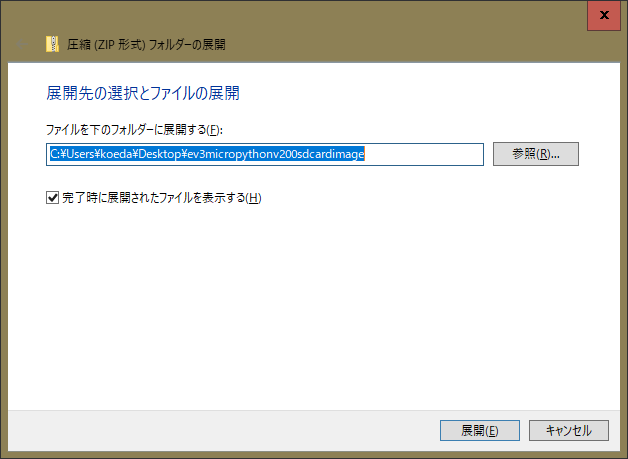 圧縮 (ZIP 形式) フォルダーの展開
展開先の選択とファイルの展開
ファイルを下のフォルダーに展開する(F):
C:¥Users¥koeda¥Desktop¥ev3micropythonv200sdcardimage
参照(R)...
完了時に展開されたファイルを表示する(H)
展開(E)
キャンセル